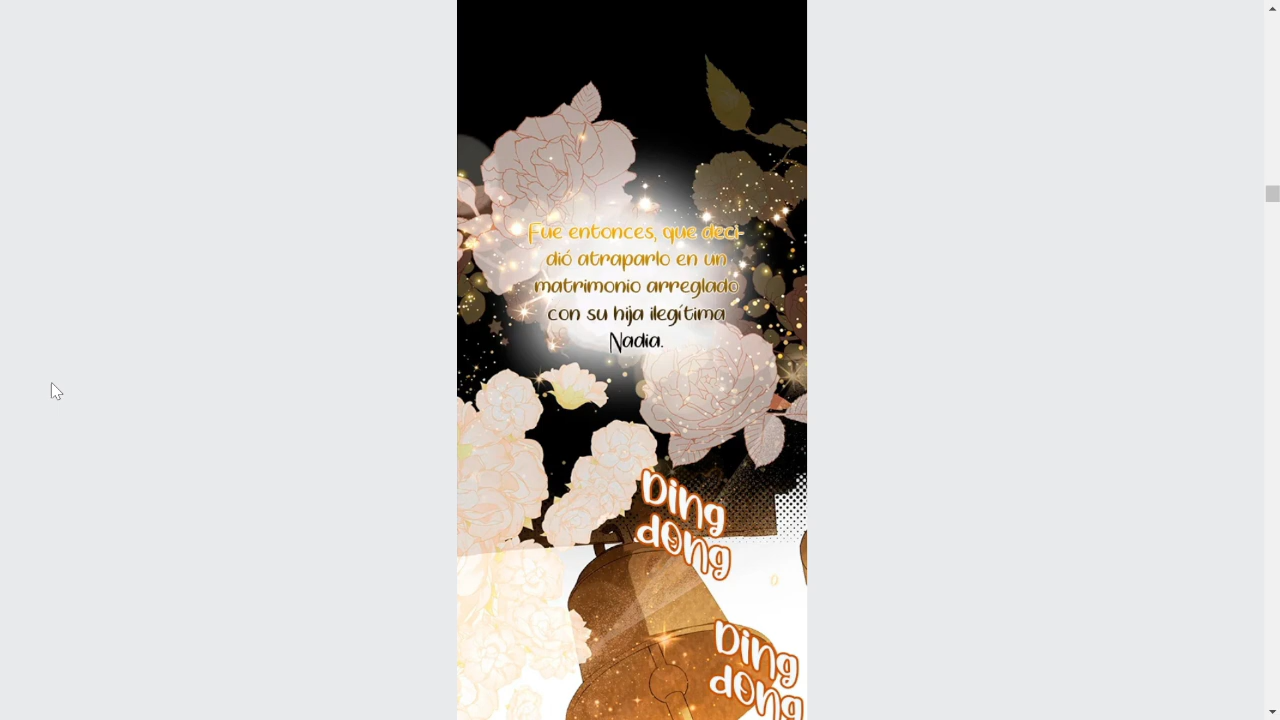 Fue entonces, que deci-
dió atraparlo en un
matrimonio arreglado
con su hija ilegítima
Nadia.
Ding
dong
Ding
dong